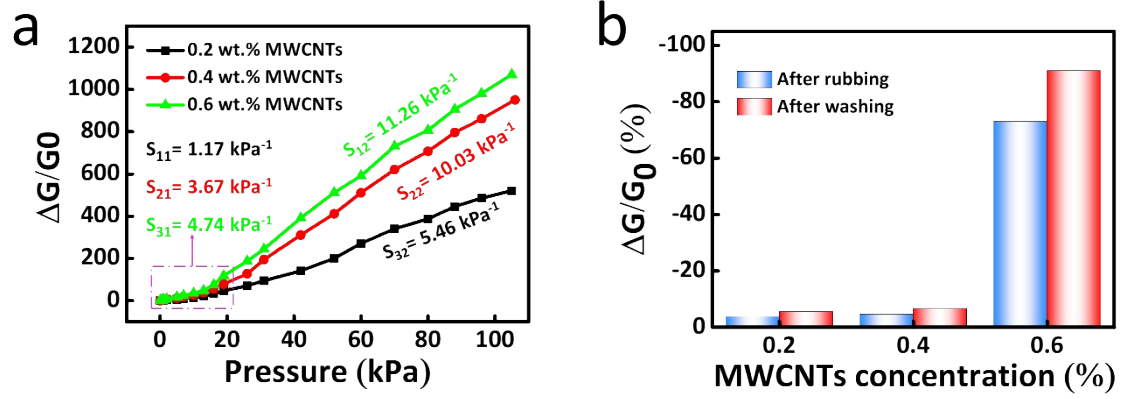 a
ΔG/G0
1200
1000
800
600
400
200
0
0.2 wt.% MWCNTs
0.4 wt.% MWCNTs
0.6 wt.% MWCNTs
S₁₁= 1.17 kPa⁻¹
S₂₁= 3.67 kPa⁻¹
S₃₁= 4.74 kPa⁻¹
S₁₂= 11.26 kPa⁻¹
S₂₂= 10.03 kPa⁻¹
S₃₂= 5.46 kPa⁻¹
0 20 40 60 80 100
Pressure (kPa)
b
ΔG/G₀ (%)
-100
-80
-60
-40
-20
0
After rubbing
After washing
0.2 0.4 0.6
MWCNTs concentration (%)